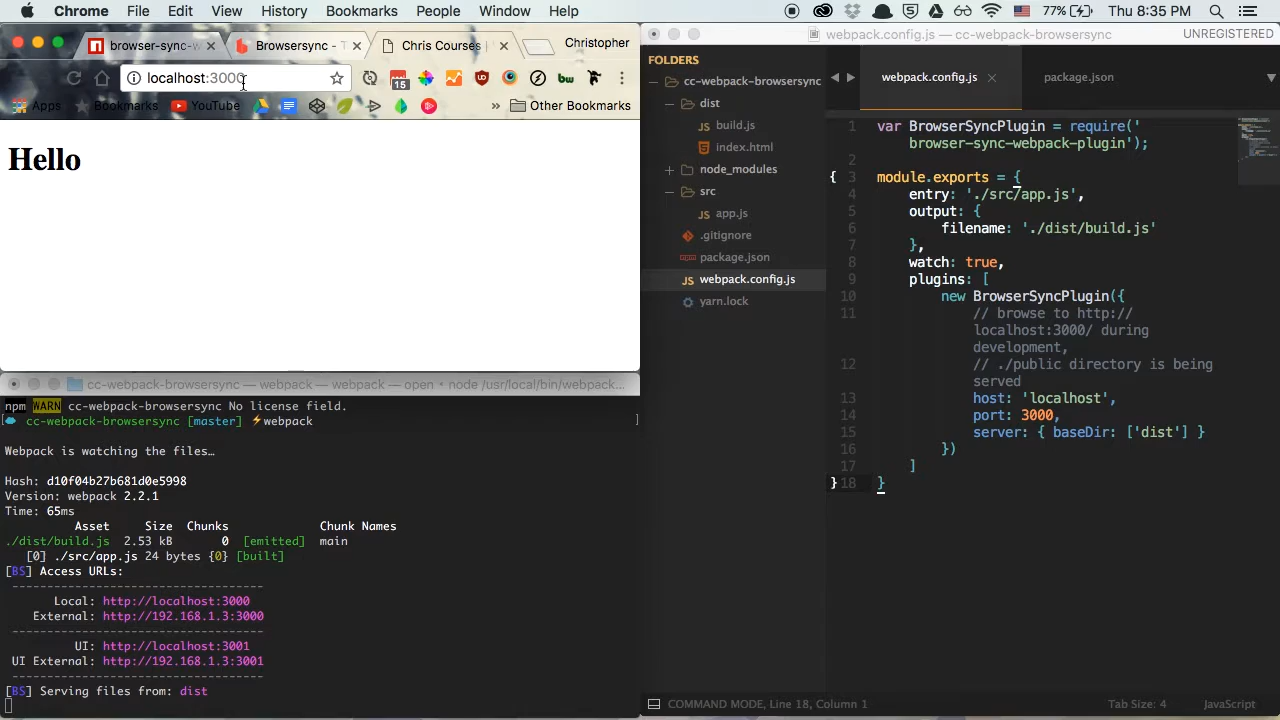 Chrome File Edit View History Bookmarks People Window Help
77% Thu 8:35 PM
browser-sync-w
Browsersync - T
Chris Courses |
Christopher
localhost:3000
15
bw
Apps Bookmarks YouTube » Other Bookmarks
Hello
cc-webpack-browsersync — webpack — webpack — open • node /usr/local/bin/webpack…
npm WARN cc-webpack-browsersync No license field.
cc-webpack-browsersync [master] ⚡webpack
Webpack is watching the files…
Hash: d10f04b27b681d0e5998
Version: webpack 2.2.1
Time: 65ms
Asset Size Chunks Chunk Names
./dist/build.js 2.53 kB 0 [emitted] main
[0] ./src/app.js 24 bytes {0} [built]
[BS] Access URLs:
--------------------------------------
Local: http://localhost:3000
External: http://192.168.1.3:3000
--------------------------------------
UI: http://localhost:3001
UI External: http://192.168.1.3:3001
--------------------------------------
[BS] Serving files from: dist
webpack.config.js — cc-webpack-browsersync
UNREGISTERED
FOLDERS
cc-webpack-browsersync
dist
JS build.js
index.html
node_modules
src
JS app.js
.gitignore
package.json
JS webpack.config.js
yarn.lock
webpack.config.js
package.json
1 var BrowserSyncPlugin = require('
browser-sync-webpack-plugin');
2
3 module.exports = {
4 entry: './src/app.js',
5 output: {
6 filename: './dist/build.js'
7 },
8 watch: true,
9 plugins: [
10 new BrowserSyncPlugin({
11 // browse to http://
localhost:3000/ during
development,
12 // ./public directory is being
served
13 host: 'localhost',
14 port: 3000,
15 server: { baseDir: ['dist'] }
16 })
17 ]
18 }
COMMAND MODE, Line 18, Column 1
Tab Size: 4
JavaScript